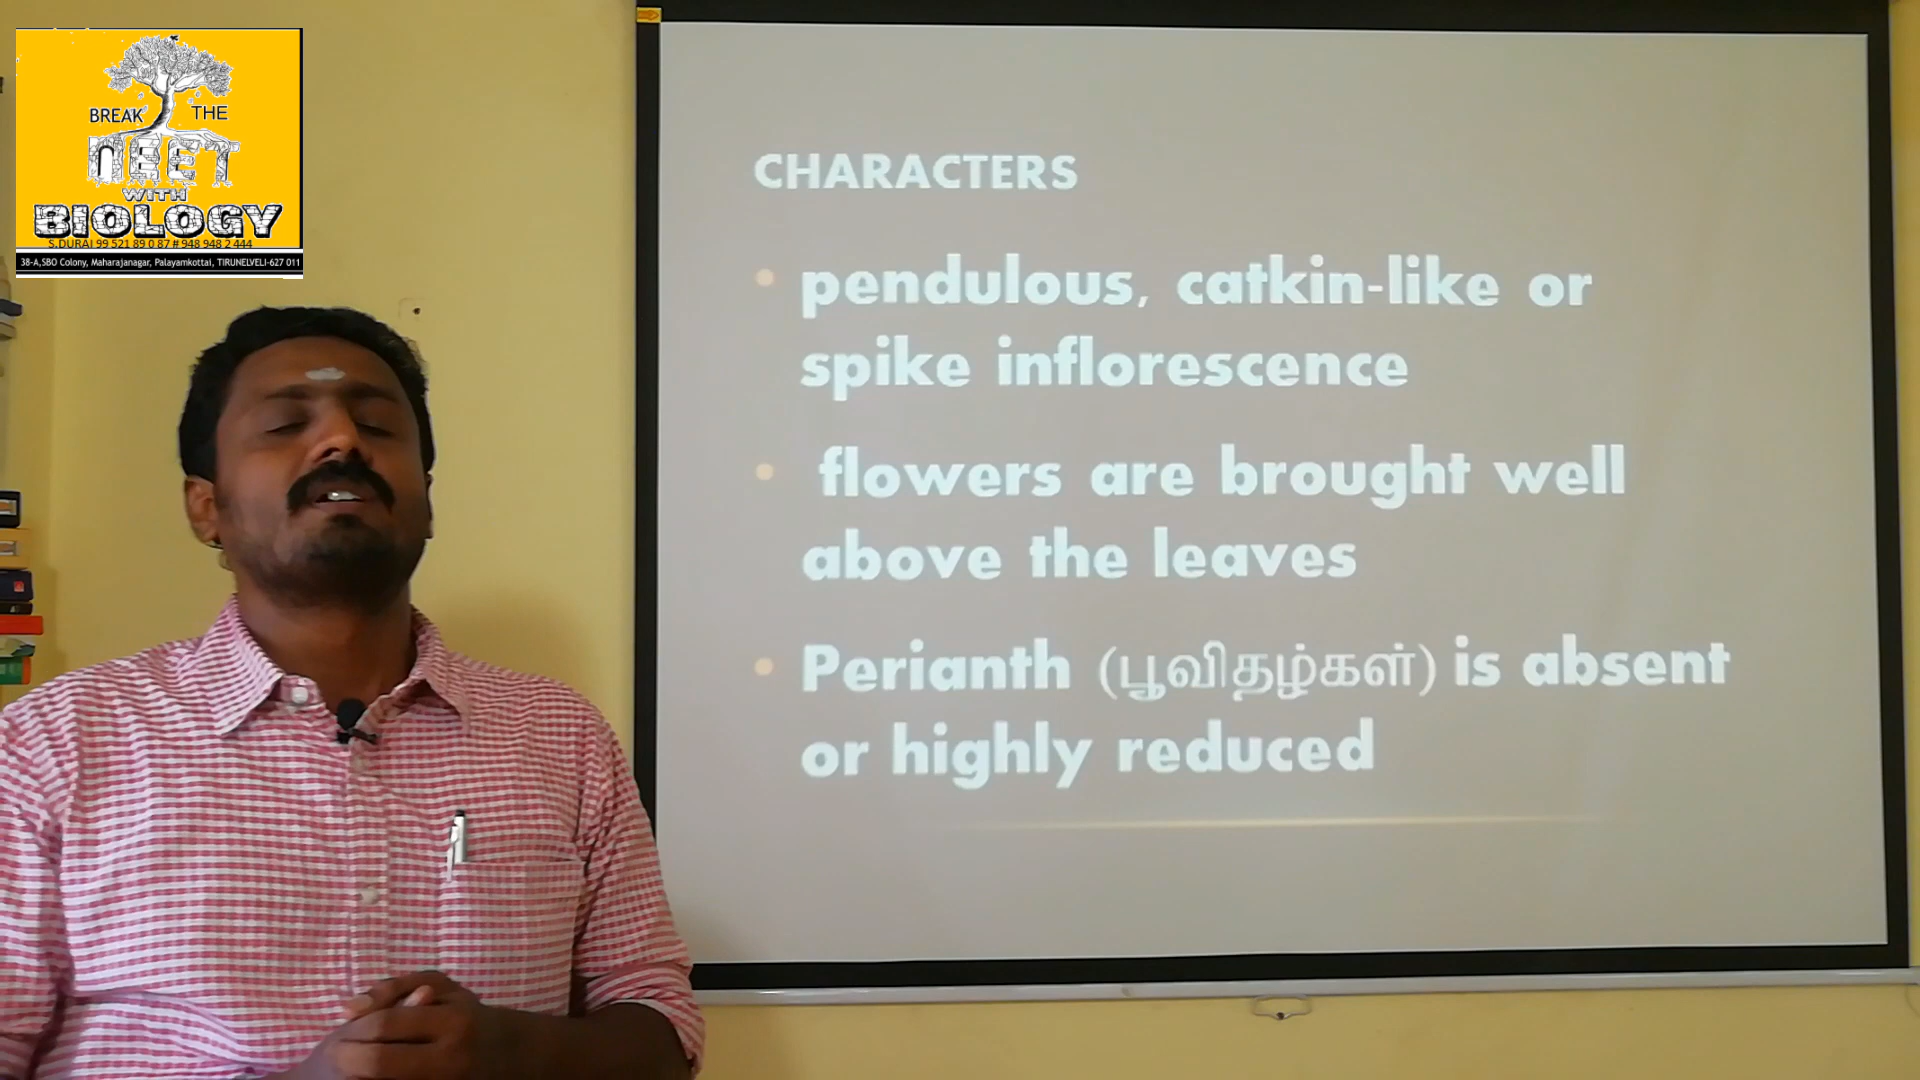 BREAK THE
NEET
WITH
BIOLOGY
S.DURAI 99 521 89 0 87 # 948 948 2 444
38-A,SBO Colony, Maharajanagar, Palayamkottai, TIRUNELVELI-627 011
CHARACTERS
• pendulous, catkin-like or
spike inflorescence
• flowers are brought well
above the leaves
• Perianth (பூவிதழ்கள்) is absent
or highly reduced